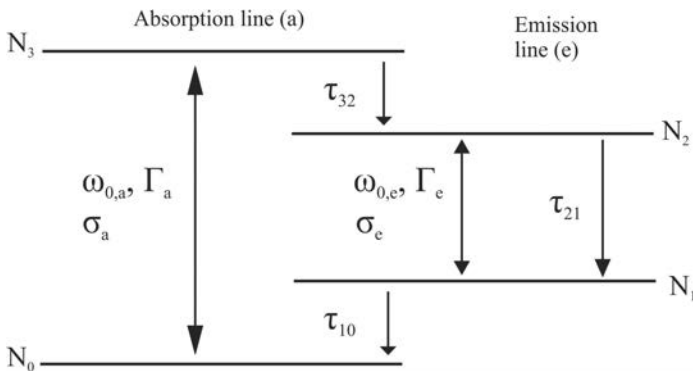 Absorption line (a)
Emission
line (e)
N₃
τ₃₂
N₂
ω₀,ₐ, Γₐ
σₐ
ω₀,ₑ, Γₑ
σₑ
τ₂₁
N₁
τ₁₀
N₀